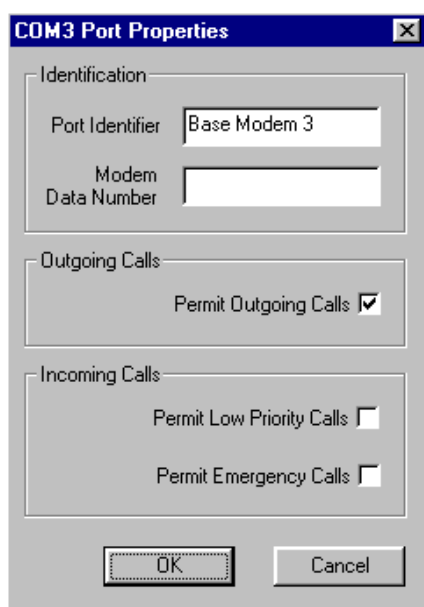 COM3 Port Properties
Identification
Port Identifier
Base Modem 3
Modem
Data Number
Outgoing Calls
Permit Outgoing Calls
Incoming Calls
Permit Low Priority Calls
Permit Emergency Calls
OK
Cancel